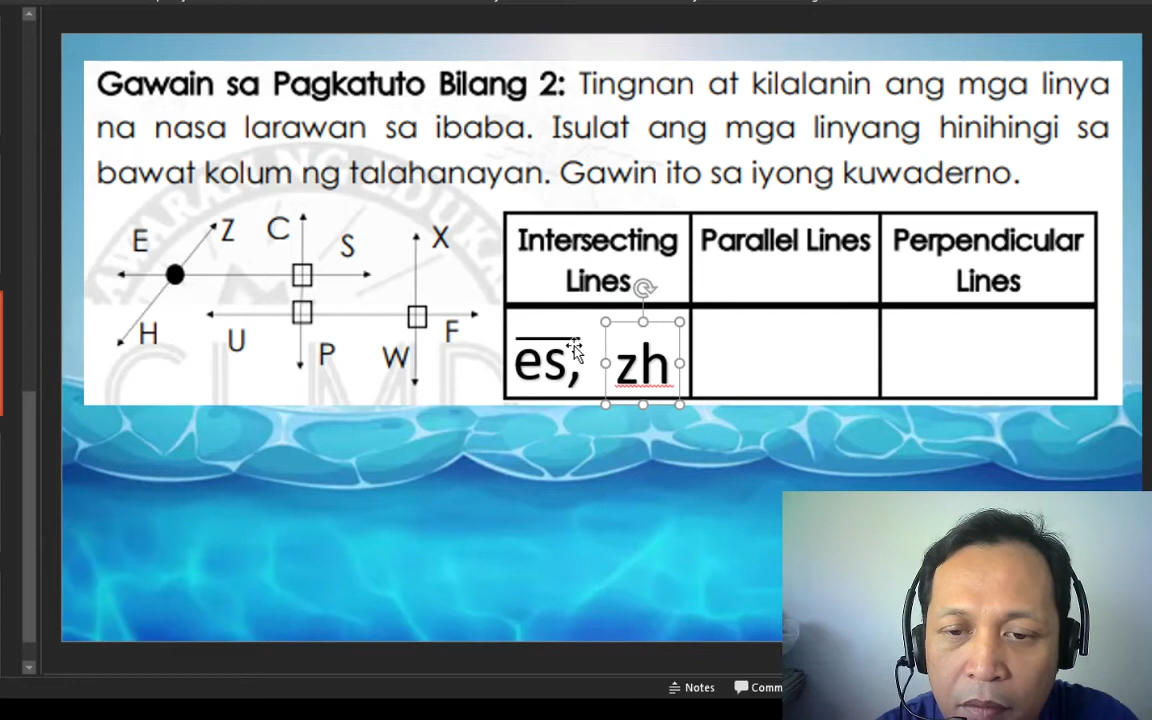 Gawain sa Pagkatuto Bilang 2: Tingnan at kilalanin ang mga linya
na nasa larawan sa ibaba. Isulat ang mga linyang hinihingi sa
bawat kolum ng talahanayan. Gawin ito sa iyong kuwaderno.
E Z C S X
H U P W F
Intersecting Lines
Parallel Lines
Perpendicular Lines
es, zh
CLMD
Notes
Comm